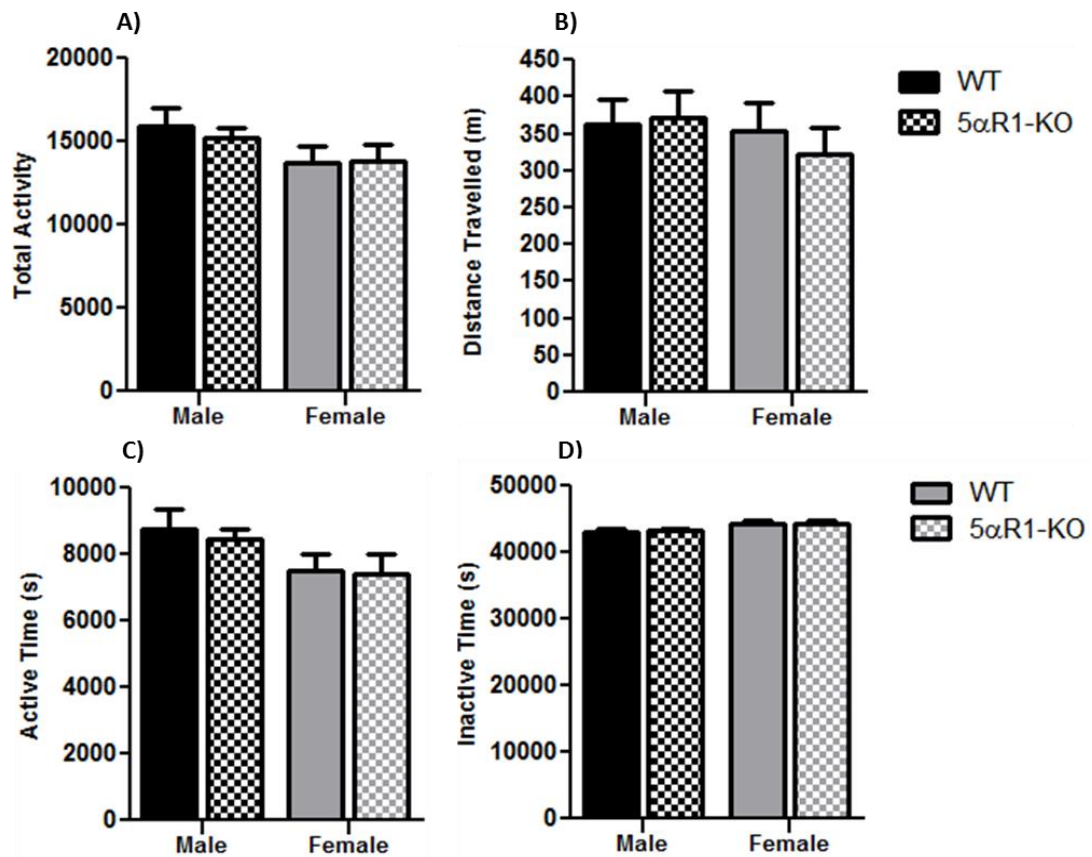 A)
Total Activity
20000
15000
10000
5000
0
Male Female
B)
Distance Travelled (m)
450
400
350
300
250
200
150
100
50
0
Male Female
WT
5αR1-KO
C)
Active Time (s)
10000
8000
6000
4000
2000
0
Male Female
D)
Inactive Time (s)
50000
40000
30000
20000
10000
0
Male Female
WT
5αR1-KO